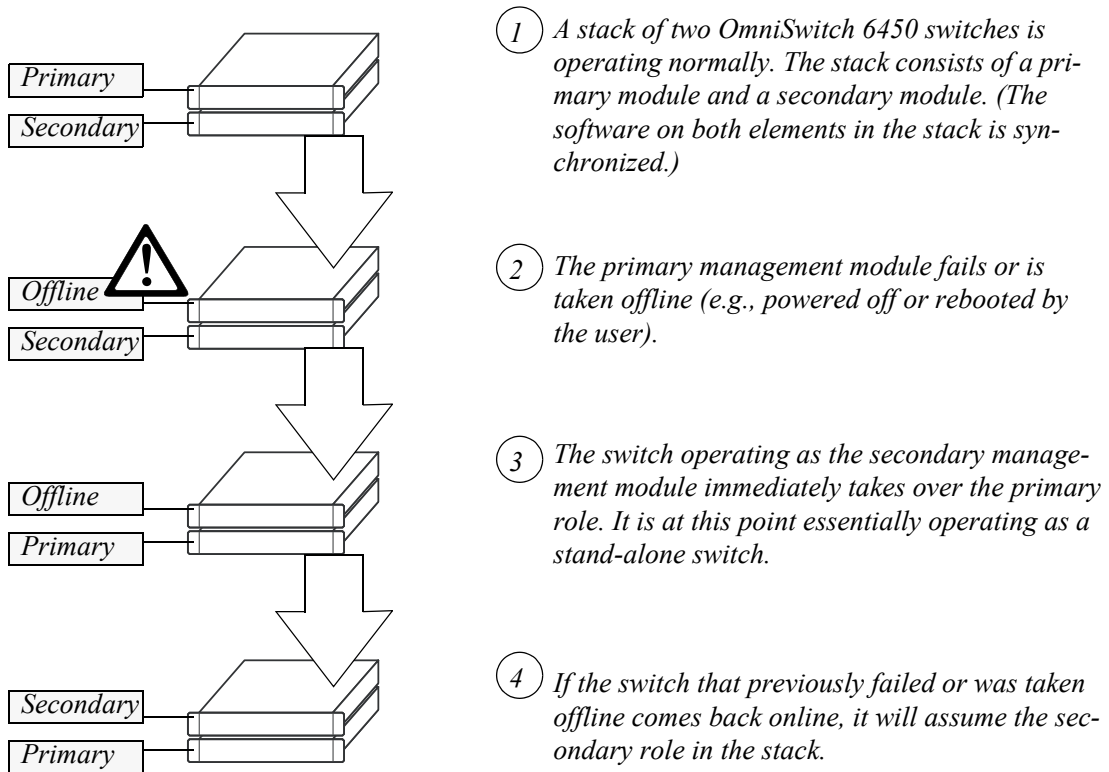 Primary
Secondary
1
A stack of two OmniSwitch 6450 switches is
operating normally. The stack consists of a pri-
mary module and a secondary module. (The
software on both elements in the stack is syn-
chronized.)
Offline
Secondary
2
The primary management module fails or is
taken offline (e.g., powered off or rebooted by
the user).
Offline
Primary
3
The switch operating as the secondary manage-
ment module immediately takes over the primary
role. It is at this point essentially operating as a
stand-alone switch.
Secondary
Primary
4
If the switch that previously failed or was taken
offline comes back online, it will assume the sec-
ondary role in the stack.